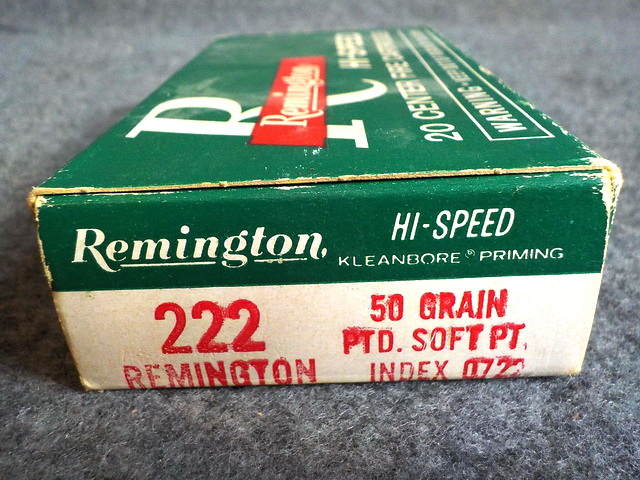 R
Remington
HI-SPEED
20 CENTER FIRE
WARNING
Remington
HI-SPEED
KLEANBORE® PRIMING
222
REMINGTON
50 GRAIN
PTD. SOFT PT.
INDEX 0722